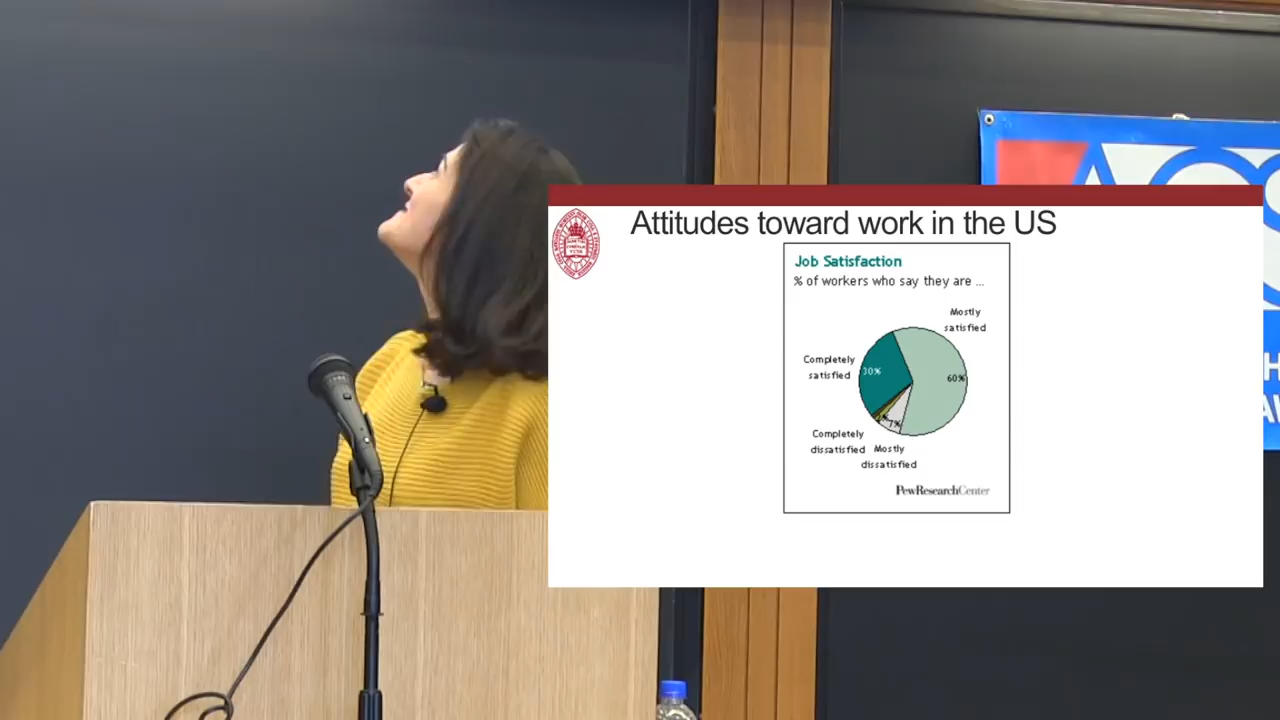 Attitudes toward work in the US
Job Satisfaction
% of workers who say they are ...
Mostly
satisfied
Completely
satisfied
30%
60%
7%
Completely
dissatisfied
Mostly
dissatisfied
PewResearchCenter